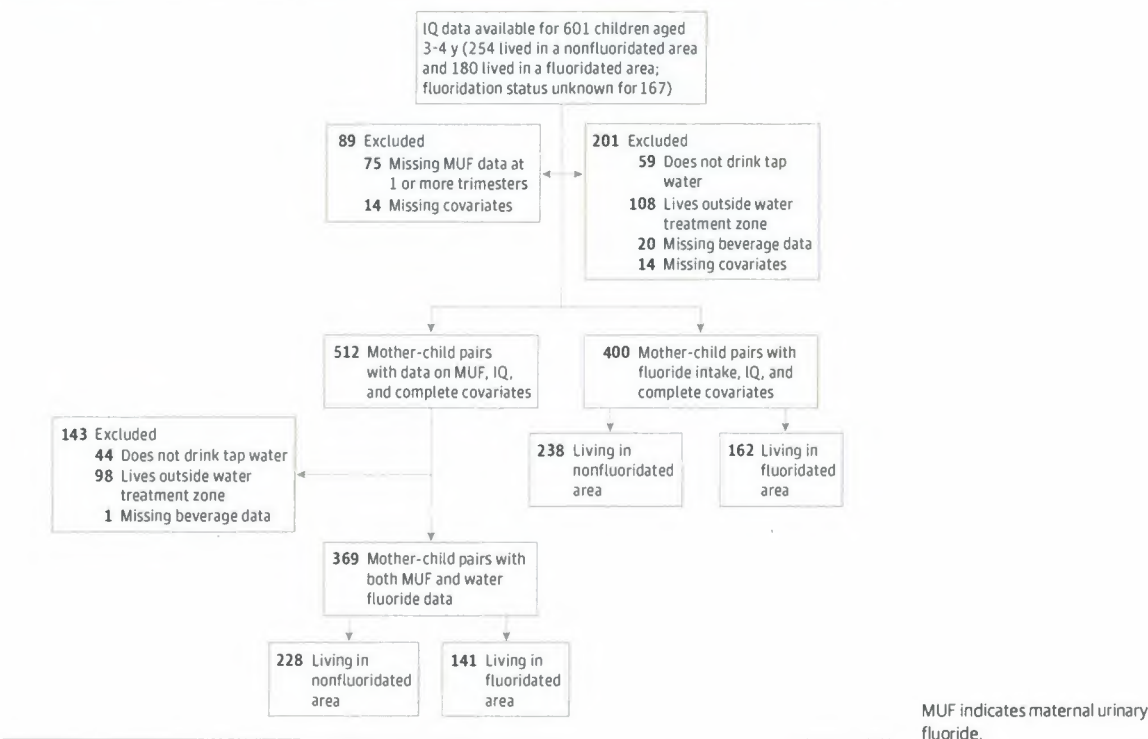 IQ data available for 601 children aged
3-4 y (254 lived in a nonfluoridated area
and 180 lived in a fluoridated area;
fluoridation status unknown for 167)
89 Excluded
75 Missing MUF data at
1 or more trimesters
14 Missing covariates
201 Excluded
59 Does not drink tap
water
108 Lives outside water
treatment zone
20 Missing beverage data
14 Missing covariates
512 Mother-child pairs
with data on MUF, IQ,
and complete covariates
400 Mother-child pairs with
fluoride intake, IQ, and
complete covariates
143 Excluded
44 Does not drink tap water
98 Lives outside water
treatment zone
1 Missing beverage data
238 Living in
nonfluoridated
area
162 Living in
fluoridated
area
369 Mother-child pairs with
both MUF and water
fluoride data
228 Living in
nonfluoridated
area
141 Living in
fluoridated
area
MUF indicates maternal urinary
fluoride.